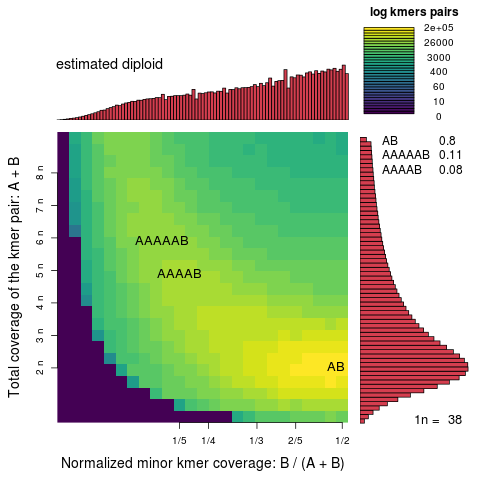 log kmers pairs
2e+05
26000
3000
400
60
10
0
estimated diploid
AB 0.8
AAAAAB 0.11
AAAAB 0.08
Total coverage of the kmer pair: A + B
8 n
7 n
6 n
5 n
4 n
3 n
2 n
AAAAAB
AAAAB
AB
1n = 38
1/5 1/4 1/3 2/5 1/2
Normalized minor kmer coverage: B / (A + B)